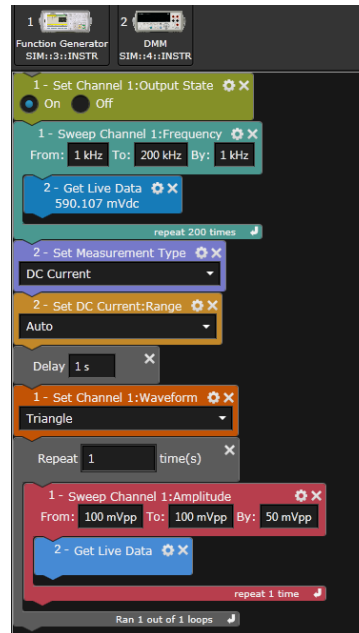 1
2
Function Generator
DMM
SIM::3::INSTR
SIM::4::INSTR
1 - Set Channel 1:Output State
On Off
1 - Sweep Channel 1:Frequency
From: 1 kHz To: 200 kHz By: 1 kHz
2 - Get Live Data
590.107 mVdc
repeat 200 times
2 - Set Measurement Type
DC Current
2 - Set DC Current:Range
Auto
Delay 1 s
1 - Set Channel 1:Waveform
Triangle
Repeat 1 time(s)
1 - Sweep Channel 1:Amplitude
From: 100 mVpp To: 100 mVpp By: 50 mVpp
2 - Get Live Data
repeat 1 time
Ran 1 out of 1 loops